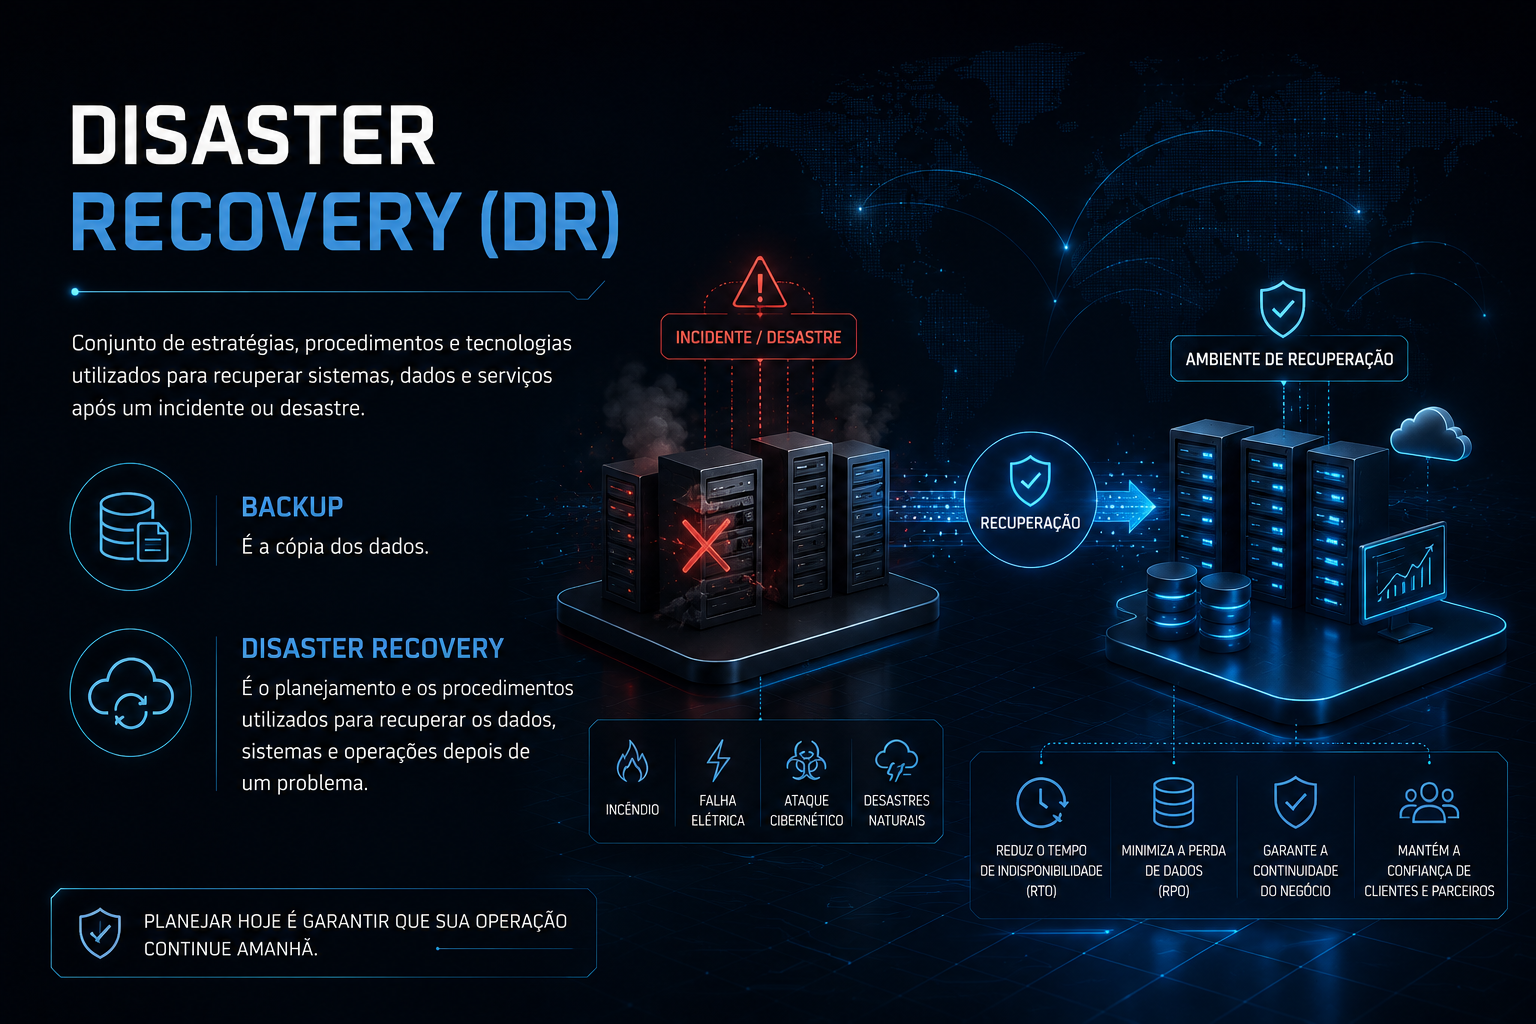 DISASTER
RECOVERY (DR)
Conjunto de estratégias, procedimentos e tecnologias
utilizados para recuperar sistemas, dados e serviços
após um incidente ou desastre.
BACKUP
É a cópia dos dados.
DISASTER RECOVERY
É o planejamento e os procedimentos
utilizados para recuperar os dados,
sistemas e operações depois de
um problema.
PLANEJAR HOJE É GARANTIR QUE SUA OPERAÇÃO
CONTINUE AMANHÃ.
INCIDENTE / DESASTRE
RECUPERAÇÃO
AMBIENTE DE RECUPERAÇÃO
INCÊNDIO
FALHA
ELÉTRICA
ATAQUE
CIBERNÉTICO
DESASTRES
NATURAIS
REDUZ O TEMPO
DE INDISPONIBILIDADE
(RTO)
MINIMIZA A PERDA
DE DADOS
(RPO)
GARANTE A
CONTINUIDADE
DO NEGÓCIO
MANTÉM A
CONFIANÇA DE
CLIENTES E PARCEIROS